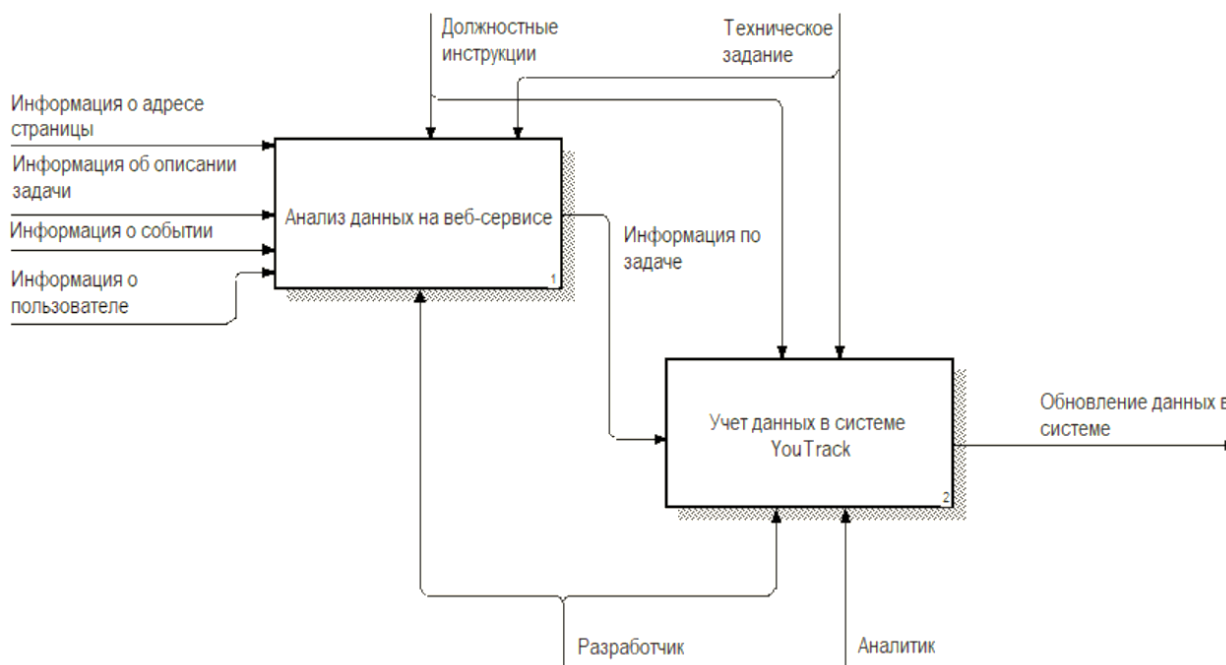 Должностные
инструкции
Техническое
задание
Информация о адресе
страницы
Информация об описании
задачи
Информация о событии
Информация о
пользователе
Анализ данных на веб-сервисе
1
Информация по
задаче
Учет данных в системе
YouTrack
2
Обновление данных в
системе
Разработчик
Аналитик